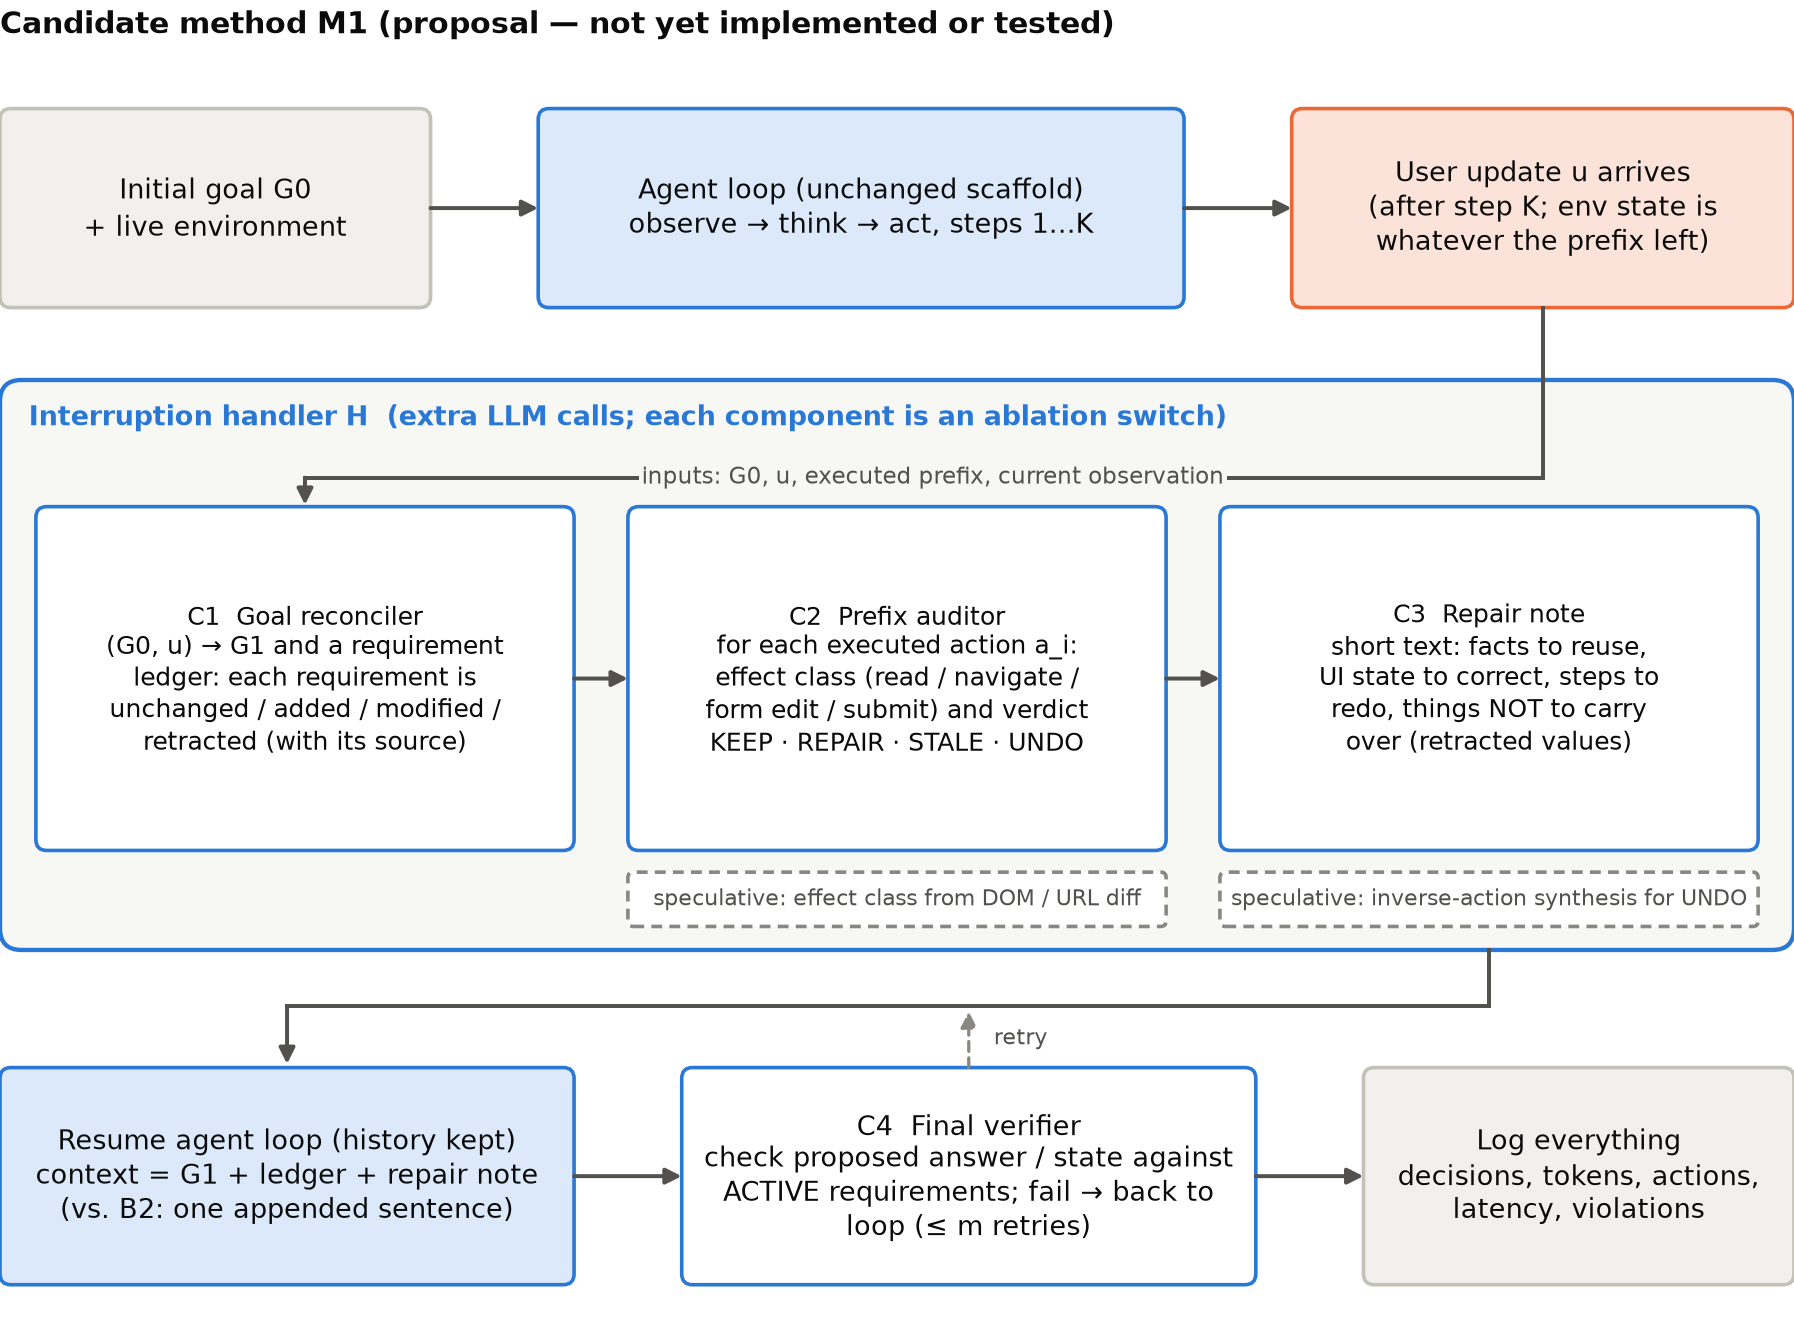 Candidate method M1 (proposal — not yet implemented or tested)
Initial goal G0
+ live environment
Agent loop (unchanged scaffold)
observe → think → act, steps 1…K
User update u arrives
(after step K; env state is
whatever the prefix left)
Interruption handler H  (extra LLM calls; each component is an ablation switch)
inputs: G0, u, executed prefix, current observation
C1  Goal reconciler
(G0, u) → G1 and a requirement
ledger: each requirement is
unchanged / added / modified /
retracted (with its source)
C2  Prefix auditor
for each executed action a_i:
effect class (read / navigate /
form edit / submit) and verdict
KEEP · REPAIR · STALE · UNDO
C3  Repair note
short text: facts to reuse,
UI state to correct, steps to
redo, things NOT to carry
over (retracted values)
speculative: effect class from DOM / URL diff
speculative: inverse-action synthesis for UNDO
retry
Resume agent loop (history kept)
context = G1 + ledger + repair note
(vs. B2: one appended sentence)
C4  Final verifier
check proposed answer / state against
ACTIVE requirements; fail → back to
loop (≤ m retries)
Log everything
decisions, tokens, actions,
latency, violations